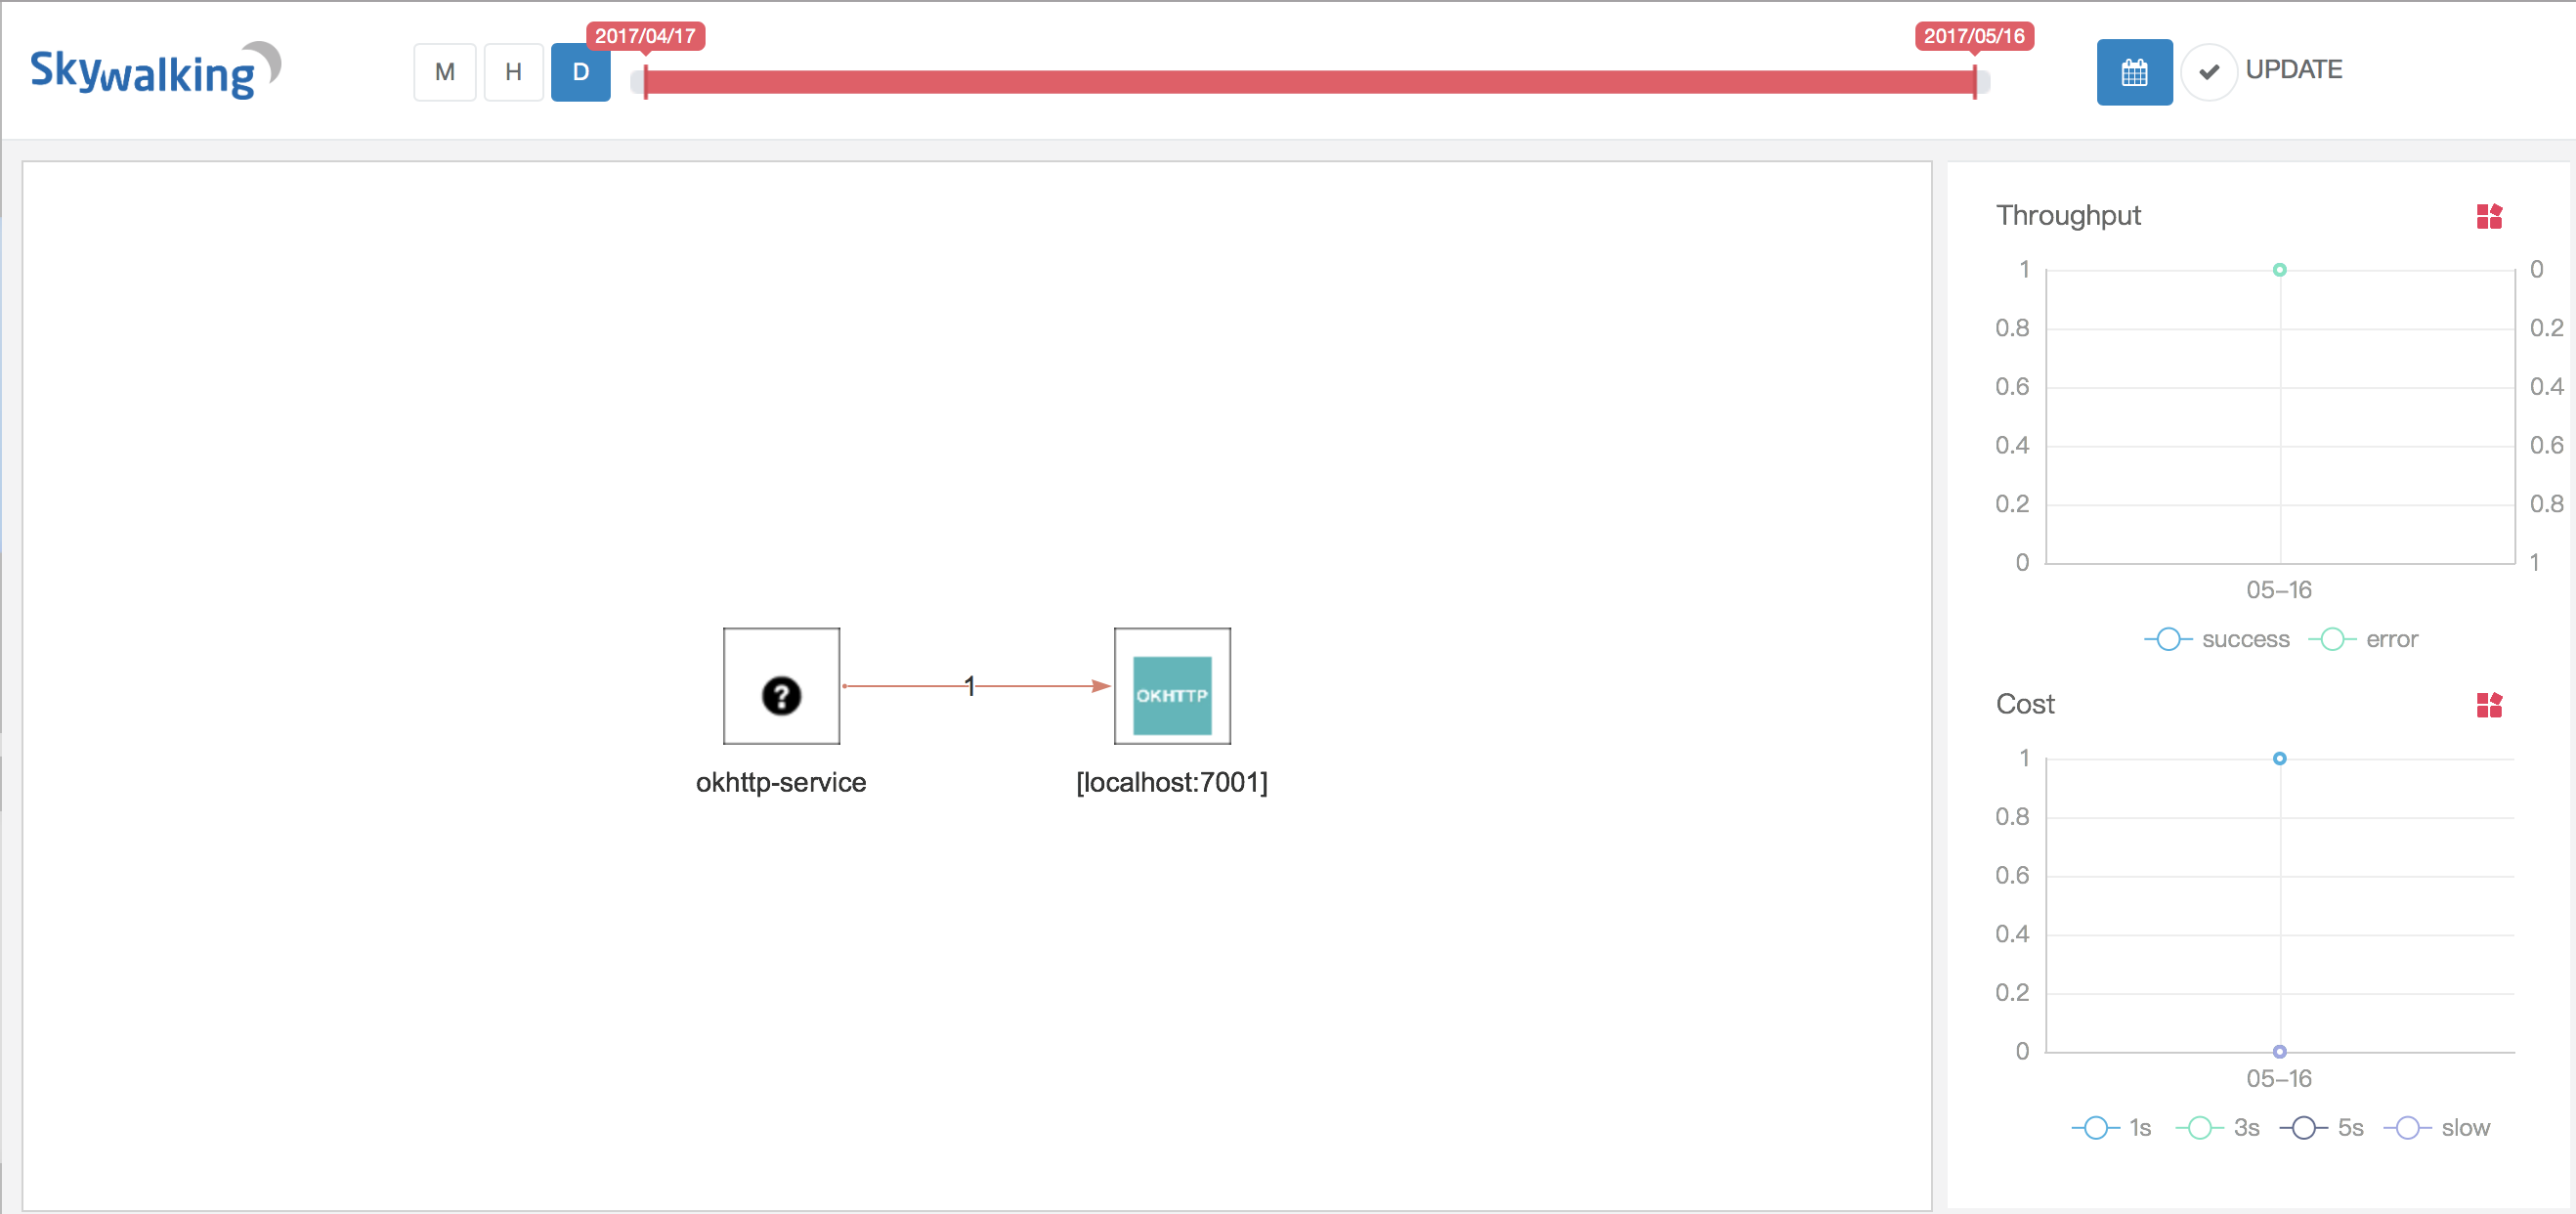 Skywalking
M H D
2017/04/17
2017/05/16
UPDATE
Throughput
1 0
0.8 0.2
0.6 0.4
0.4 0.6
0.2 0.8
0 1
05-16
success error
?
1
OKHTTP
okhttp-service
[localhost:7001]
Cost
1
0.8
0.6
0.4
0.2
0
05-16
1s 3s 5s slow